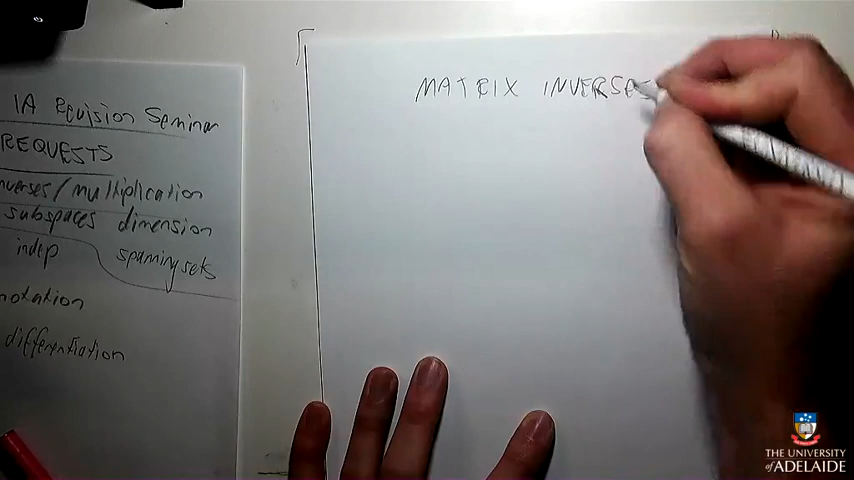 IA Revision Seminar
REQUESTS
nverses/multiplication
subspaces dimension
indep spanning sets
notation
differentiation
MATRIX INVERSES
THE UNIVERSITY
of ADELAIDE